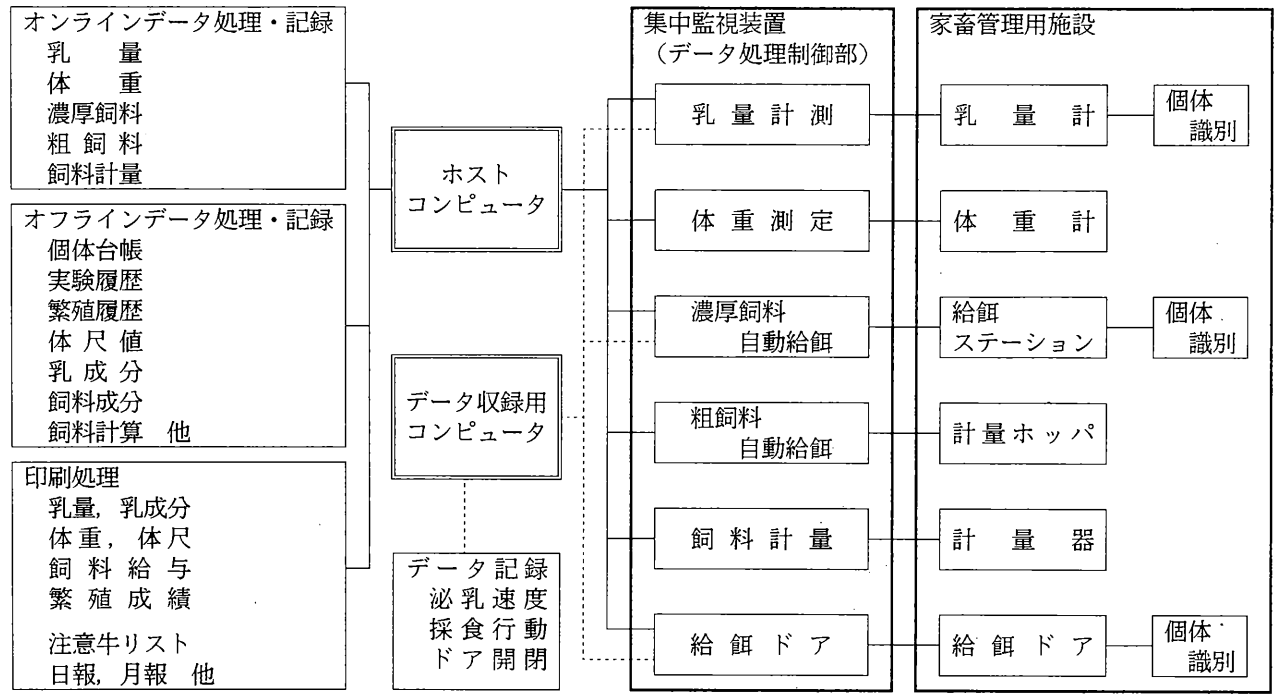 オンラインデータ処理・記録
乳量
体重
濃厚飼料
粗飼料
飼料計量
オフラインデータ処理・記録
個体台帳
実験履歴
繁殖履歴
体尺値
乳成分
飼料成分
飼料計算 他
印刷処理
乳量, 乳成分
体重, 体尺
飼料給与
繁殖成績
注意牛リスト
日報, 月報 他
ホスト
コンピュータ
データ収録用
コンピュータ
データ記録
泌乳速度
採食行動
ドア開閉
集中監視装置
(データ処理制御部)
乳量計測
体重測定
濃厚飼料
自動給餌
粗飼料
自動給餌
飼料計量
給餌ドア
家畜管理用施設
乳量計
個体
識別
体重計
給餌
ステーション
個体
識別
計量ホッパ
計量器
給餌ドア
個体
識別